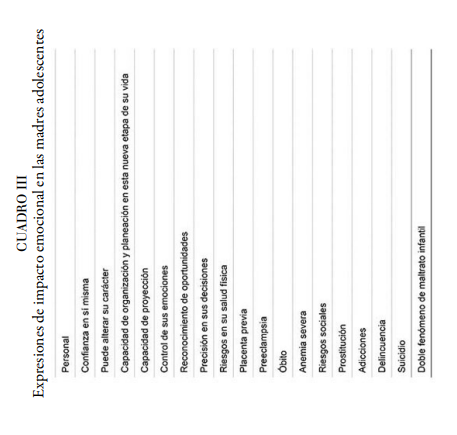 CUADRO III
Expresiones de impacto emocional en las madres adolescentes
Personal
Confianza en sí misma
Puede alterar su carácter
Capacidad de organización y planeación en esta nueva etapa de su vida
Capacidad de proyección
Control de sus emociones
Reconocimiento de oportunidades
Precisión en sus decisiones
Riesgos en su salud física
Placenta previa
Preeclampsia
Óbito
Anemia severa
Riesgos sociales
Prostitución
Adicciones
Delincuencia
Suicidio
Doble fenómeno de maltrato infantil